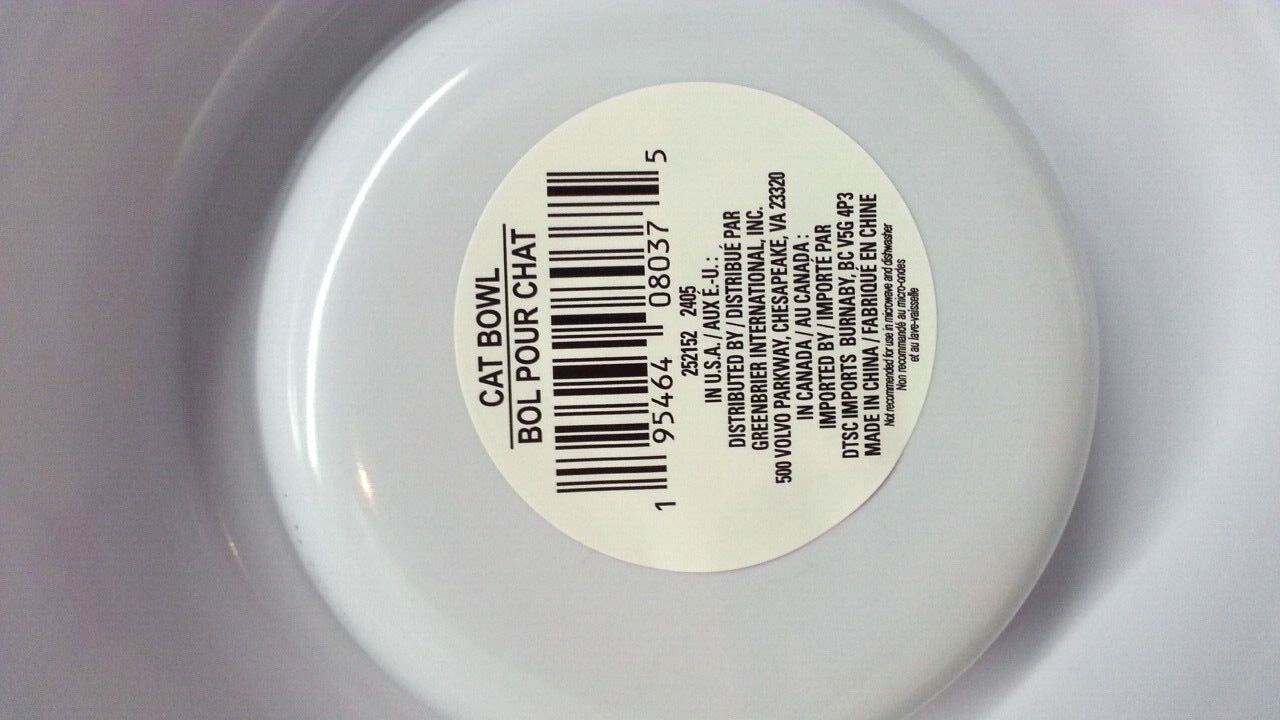 CAT BOWL
BOL POUR CHAT
1 95464 08037 5
252152 2405
IN U.S.A. / AUX É.-U. :
DISTRIBUTED BY / DISTRIBUÉ PAR
GREENBRIER INTERNATIONAL, INC.
500 VOLVO PARKWAY, CHESAPEAKE, VA 23320
IN CANADA / AU CANADA :
IMPORTED BY / IMPORTÉ PAR
DTSC IMPORTS BURNABY, BC V5G 4P3
MADE IN CHINA / FABRIQUÉ EN CHINE
Not recommended for use in microwave and dishwasher
Non recommandé au micro-ondes
et au lave-vaisselle